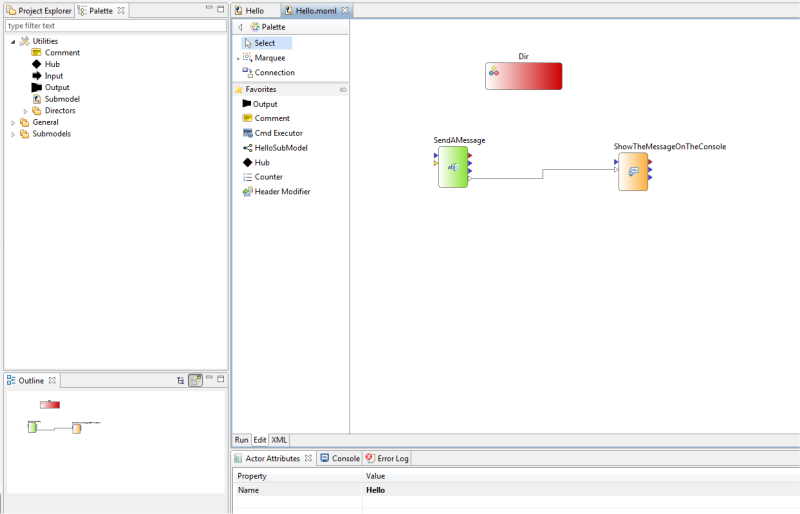 Project Explorer Palette
type filter text
Utilities
Comment
Hub
Input
Output
Submodel
Directors
General
Submodels
Outline
Hello Hello.moml
Palette
Select
Marquee
Connection
Favorites
Output
Comment
Cmd Executor
HelloSubModel
Hub
Counter
Header Modifier
Dir
SendAMessage
ShowTheMessageOnTheConsole
Run Edit XML
Actor Attributes Console Error Log
Property Value
Name Hello